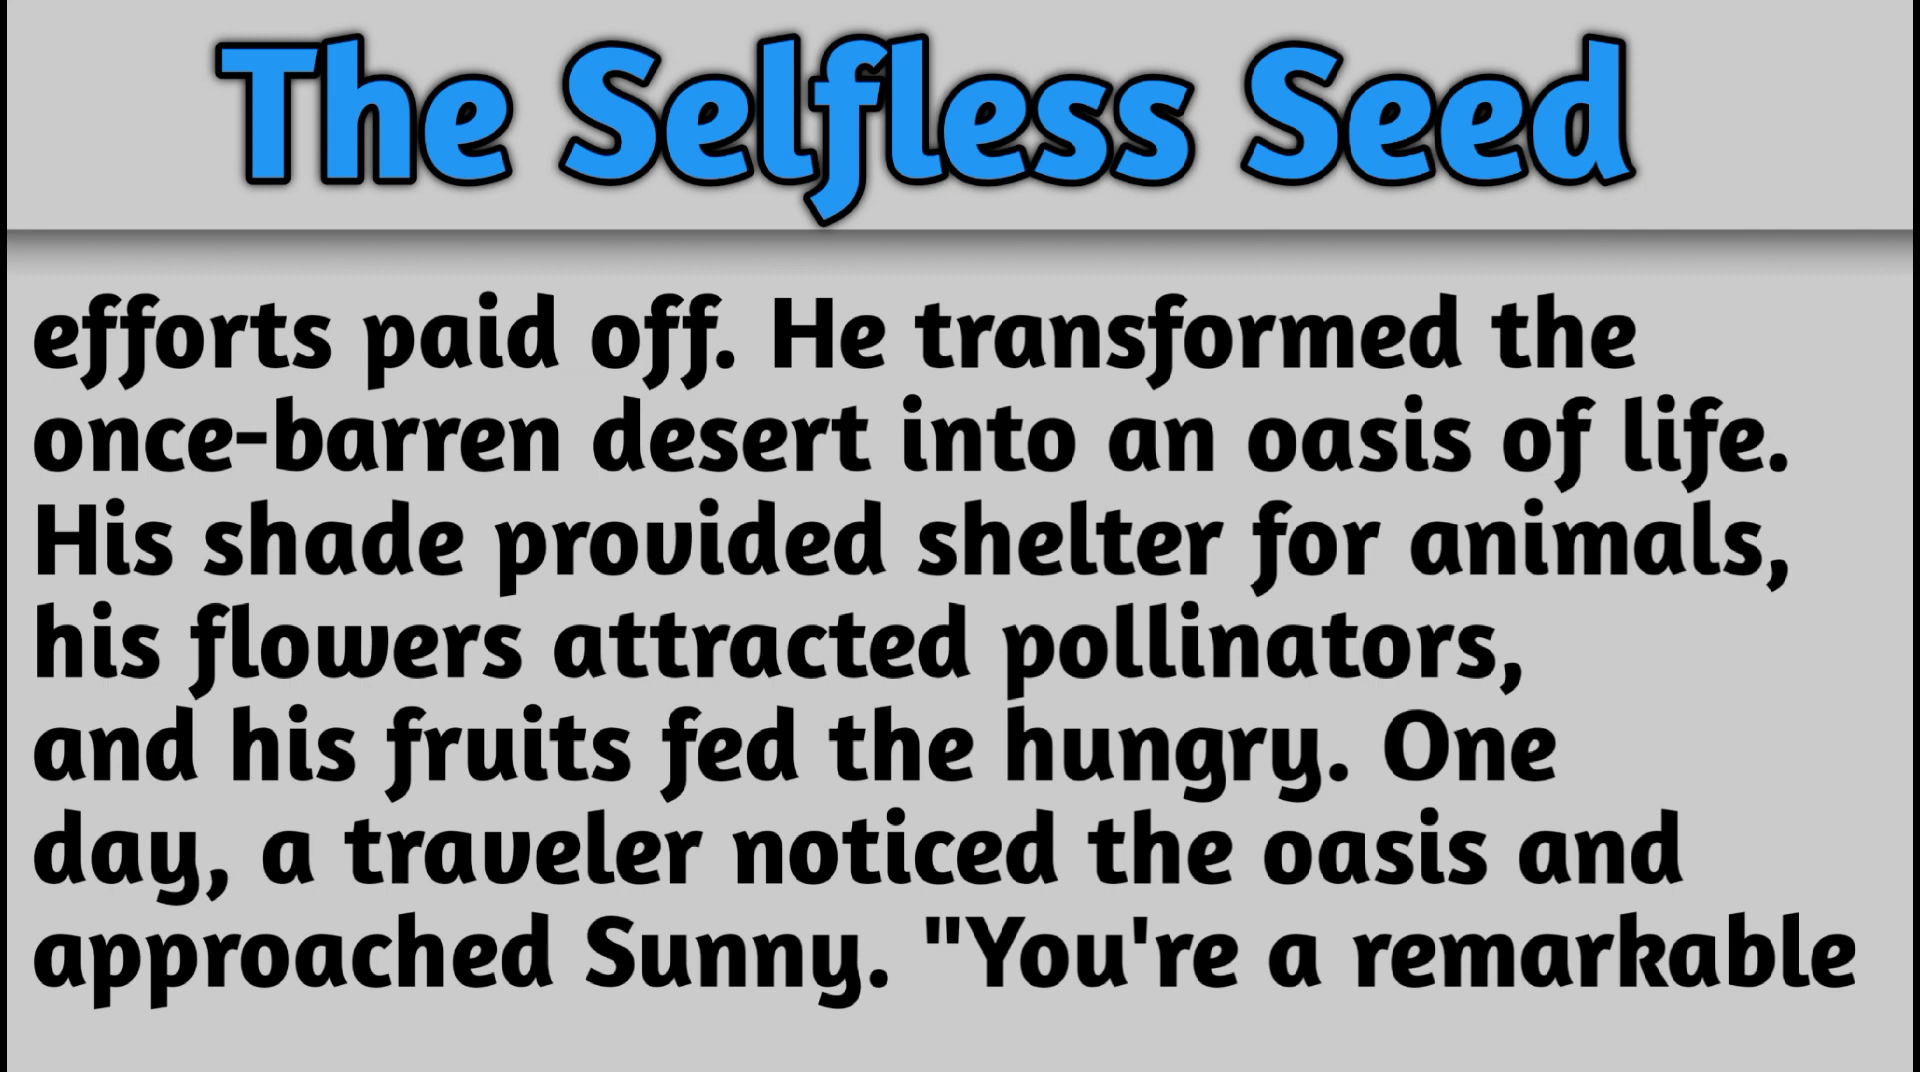 The Selfless Seed
efforts paid off. He transformed the
once-barren desert into an oasis of life.
His shade provided shelter for animals,
his flowers attracted pollinators,
and his fruits fed the hungry. One
day, a traveler noticed the oasis and
approached Sunny. "You're a remarkable